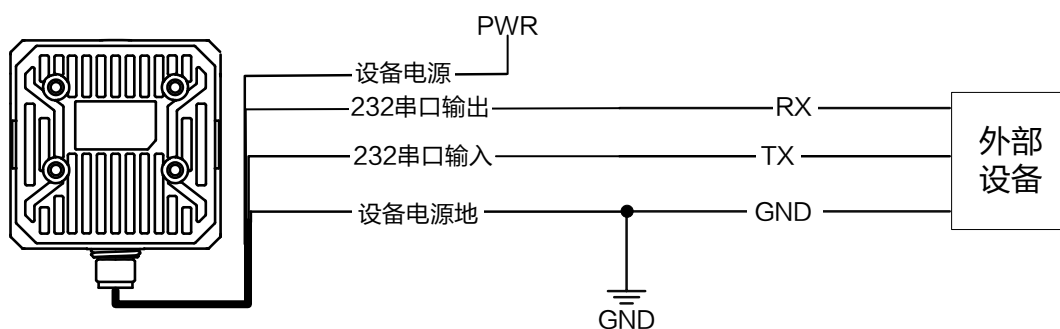 PWR
设备电源
232串口输出
RX
232串口输入
TX
设备电源地
GND
外部
设备
GND